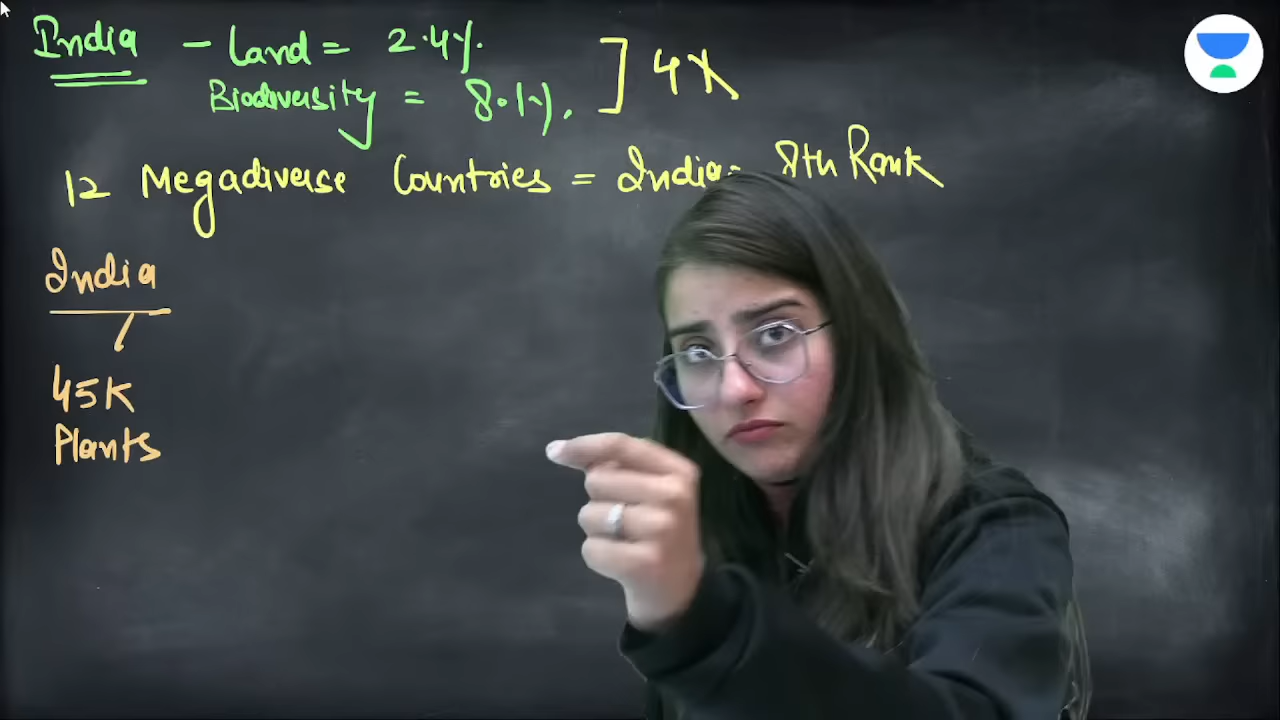 India - Land = 2.4%.
Biodiversity = 8.1%. ] 4X
12 Megadiverse Countries = India = 8th Rank
India
45K
Plants